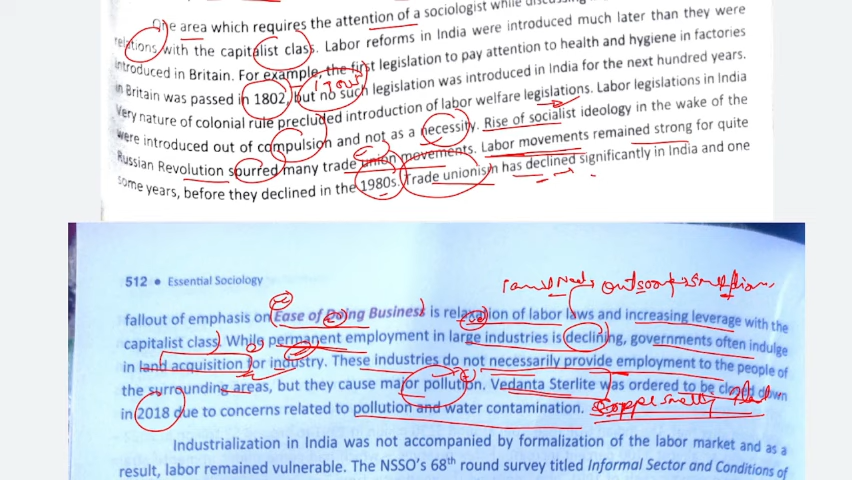 One area which requires the attention of a sociologist while
relations with the capitalist class. Labor reforms in India were introduced much later than they were
introduced in Britain. For example, the first legislation to pay attention to health and hygiene in factories
in Britain was passed in 1802, but no such legislation was introduced in India for the next hundred years.
Very nature of colonial rule precluded introduction of labor welfare legislations. Labor legislations in India
were introduced out of compulsion and not as a necessity. Rise of socialist ideology in the wake of the
Russian Revolution spurred many trade union movements. Labor movements remained strong for quite
some years, before they declined in the 1980s. Trade unionism has declined significantly in India and one
512 • Essential Sociology
fallout of emphasis on Ease of Doing Business is relaxation of labor laws and increasing leverage with the
capitalist class. While permanent employment in large industries is declining, governments often indulge
in land acquisition for industry. These industries do not necessarily provide employment to the people of
the surrounding areas, but they cause major pollution. Vedanta Sterlite was ordered to be closed down
in 2018 due to concerns related to pollution and water contamination.
Industrialization in India was not accompanied by formalization of the labor market and as a
result, labor remained vulnerable. The NSSO's 68th round survey titled Informal Sector and Conditions of